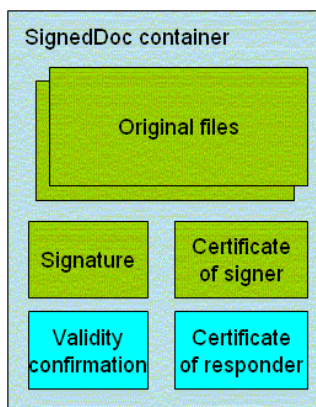 SignedDoc container
Original files
Signature
Certificate
of signer
Validity
confirmation
Certificate
of responder